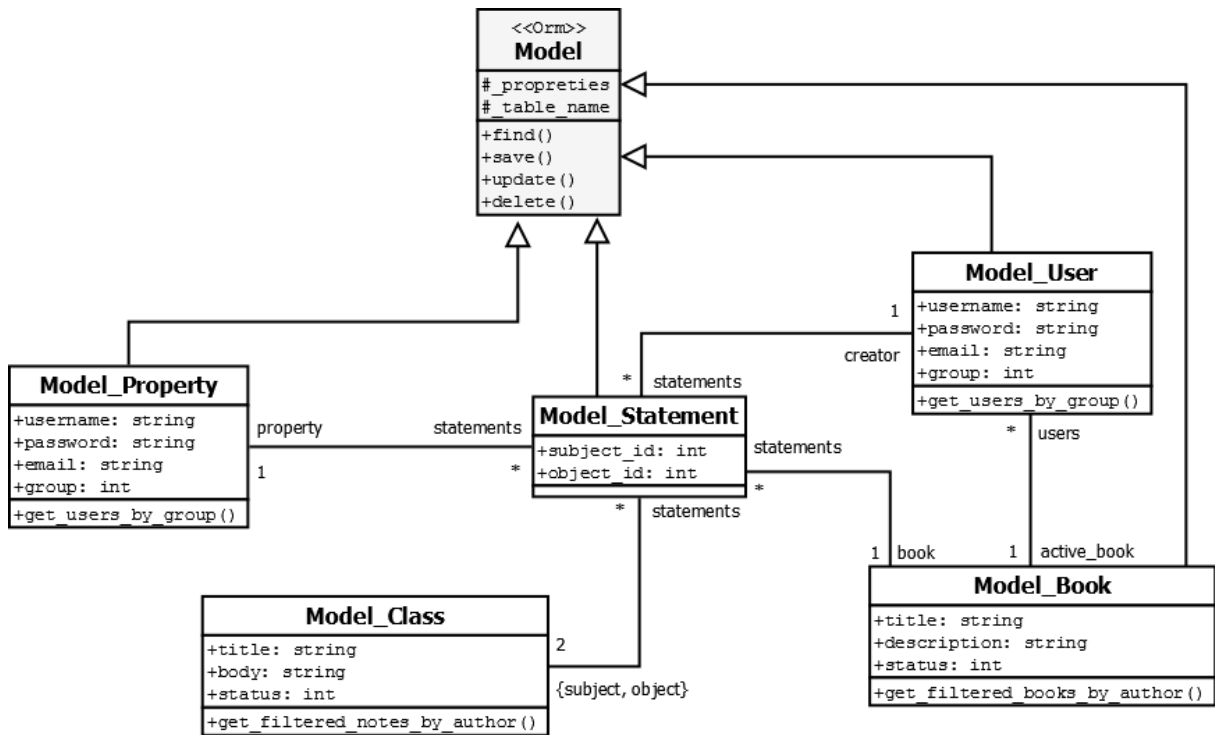 <<Orm>>
Model
#_propreties
#_table_name
+find()
+save()
+update()
+delete()
Model_User
+username: string
+password: string
+email: string
+group: int
+get_users_by_group()
1
creator
* statements
Model_Property
+username: string
+password: string
+email: string
+group: int
+get_users_by_group()
property
1
statements
*
Model_Statement
+subject_id: int
+object_id: int
statements
*
* users
* statements
1 book
1 active_book
Model_Book
+title: string
+description: string
+status: int
+get_filtered_books_by_author()
Model_Class
+title: string
+body: string
+status: int
+get_filtered_notes_by_author()
2
{subject, object}